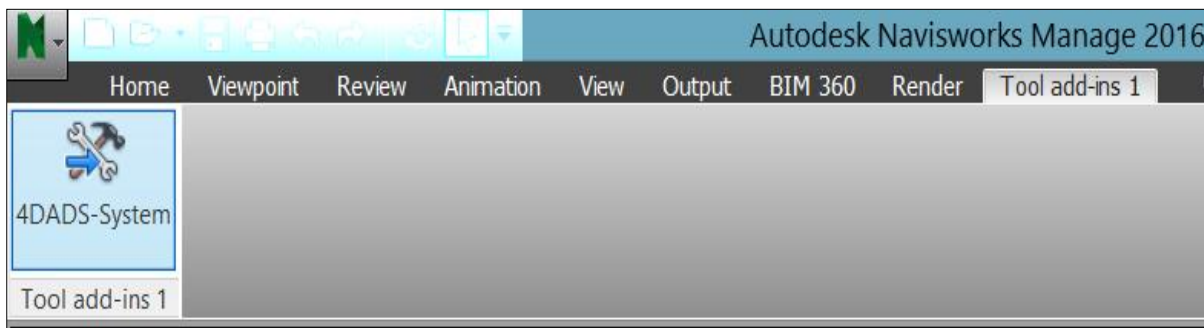 Autodesk Navisworks Manage 2016
Home Viewpoint Review Animation View Output BIM 360 Render Tool add-ins 1
4DADS-System
Tool add-ins 1